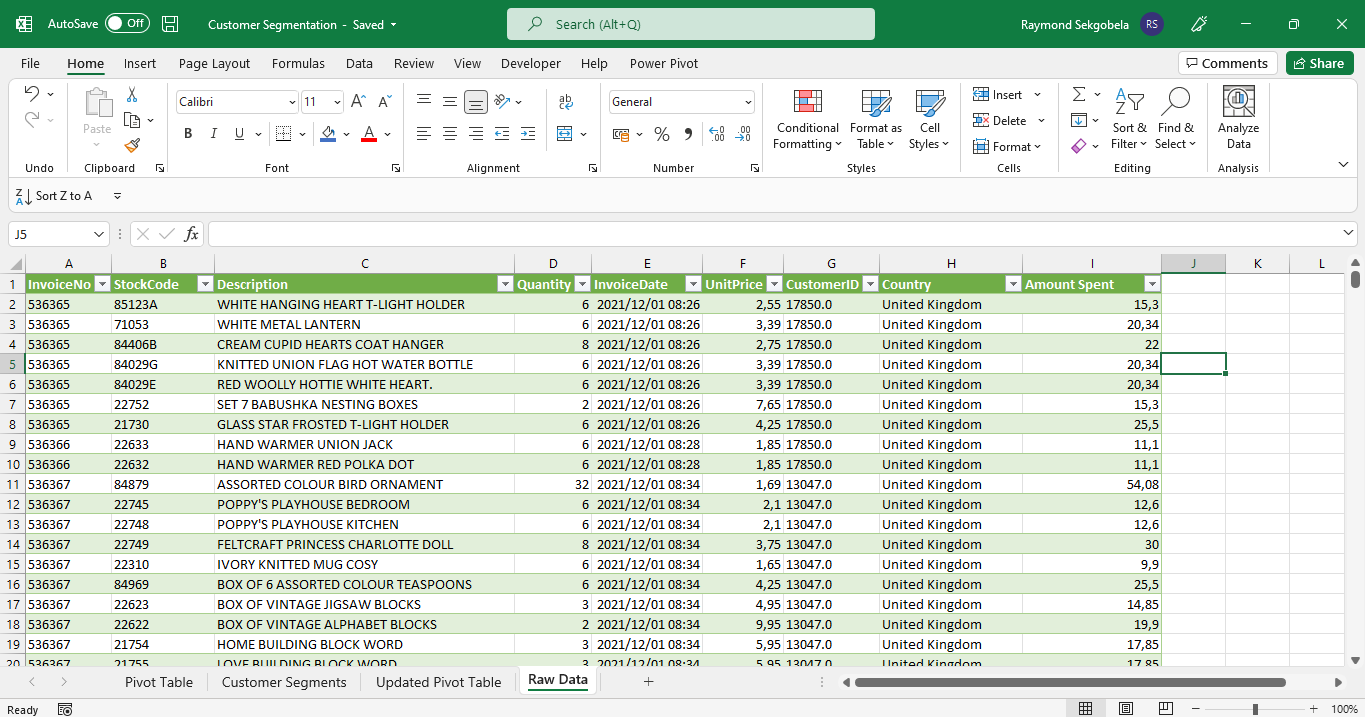 AutoSave Off Customer Segmentation - Saved Search (Alt+Q) Raymond Sekgobela RS
File Home Insert Page Layout Formulas Data Review View Developer Help Power Pivot Comments Share
Calibri 11 General Insert
Paste Conditional Format as Cell Delete Sort & Find & Analyze
Formatting Table Styles Format Filter Select Data
Undo Clipboard Font Alignment Number Styles Cells Editing Analysis
Sort Z to A
J5 fx
A B C D E F G H I J K L
1 InvoiceNo StockCode Description Quantity InvoiceDate UnitPrice CustomerID Country Amount Spent
2 536365 85123A WHITE HANGING HEART T-LIGHT HOLDER 6 2021/12/01 08:26 2,55 17850.0 United Kingdom 15,3
3 536365 71053 WHITE METAL LANTERN 6 2021/12/01 08:26 3,39 17850.0 United Kingdom 20,34
4 536365 84406B CREAM CUPID HEARTS COAT HANGER 8 2021/12/01 08:26 2,75 17850.0 United Kingdom 22
5 536365 84029G KNITTED UNION FLAG HOT WATER BOTTLE 6 2021/12/01 08:26 3,39 17850.0 United Kingdom 20,34
6 536365 84029E RED WOOLLY HOTTIE WHITE HEART. 6 2021/12/01 08:26 3,39 17850.0 United Kingdom 20,34
7 536365 22752 SET 7 BABUSHKA NESTING BOXES 2 2021/12/01 08:26 7,65 17850.0 United Kingdom 15,3
8 536365 21730 GLASS STAR FROSTED T-LIGHT HOLDER 6 2021/12/01 08:26 4,25 17850.0 United Kingdom 25,5
9 536366 22633 HAND WARMER UNION JACK 6 2021/12/01 08:28 1,85 17850.0 United Kingdom 11,1
10 536366 22632 HAND WARMER RED POLKA DOT 6 2021/12/01 08:28 1,85 17850.0 United Kingdom 11,1
11 536367 84879 ASSORTED COLOUR BIRD ORNAMENT 32 2021/12/01 08:34 1,69 13047.0 United Kingdom 54,08
12 536367 22745 POPPY'S PLAYHOUSE BEDROOM 6 2021/12/01 08:34 2,1 13047.0 United Kingdom 12,6
13 536367 22748 POPPY'S PLAYHOUSE KITCHEN 6 2021/12/01 08:34 2,1 13047.0 United Kingdom 12,6
14 536367 22749 FELTCRAFT PRINCESS CHARLOTTE DOLL 8 2021/12/01 08:34 3,75 13047.0 United Kingdom 30
15 536367 22310 IVORY KNITTED MUG COSY 6 2021/12/01 08:34 1,65 13047.0 United Kingdom 9,9
16 536367 84969 BOX OF 6 ASSORTED COLOUR TEASPOONS 6 2021/12/01 08:34 4,25 13047.0 United Kingdom 25,5
17 536367 22623 BOX OF VINTAGE JIGSAW BLOCKS 3 2021/12/01 08:34 4,95 13047.0 United Kingdom 14,85
18 536367 22622 BOX OF VINTAGE ALPHABET BLOCKS 2 2021/12/01 08:34 9,95 13047.0 United Kingdom 19,9
19 536367 21754 HOME BUILDING BLOCK WORD 3 2021/12/01 08:34 5,95 13047.0 United Kingdom 17,85
20 536367 21755 LOVE BUILDING BLOCK WORD 3 2021/12/01 08:34 5,95 13047.0 United Kingdom 17,85
Pivot Table Customer Segments Updated Pivot Table Raw Data
Ready 100%